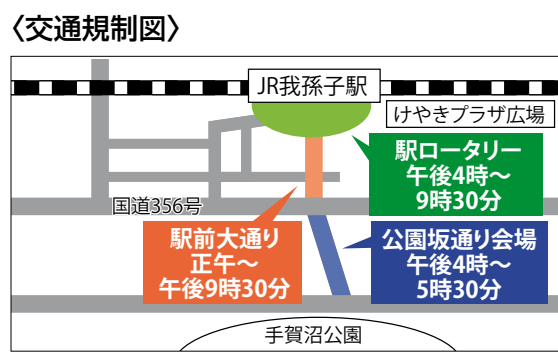 〈交通規制図〉
JR我孫子駅
けやきプラザ広場
駅ロータリー
午後4時～
9時30分
国道356号
駅前大通り
正午～
午後9時30分
公園坂通り会場
午後4時～
5時30分
手賀沼公園